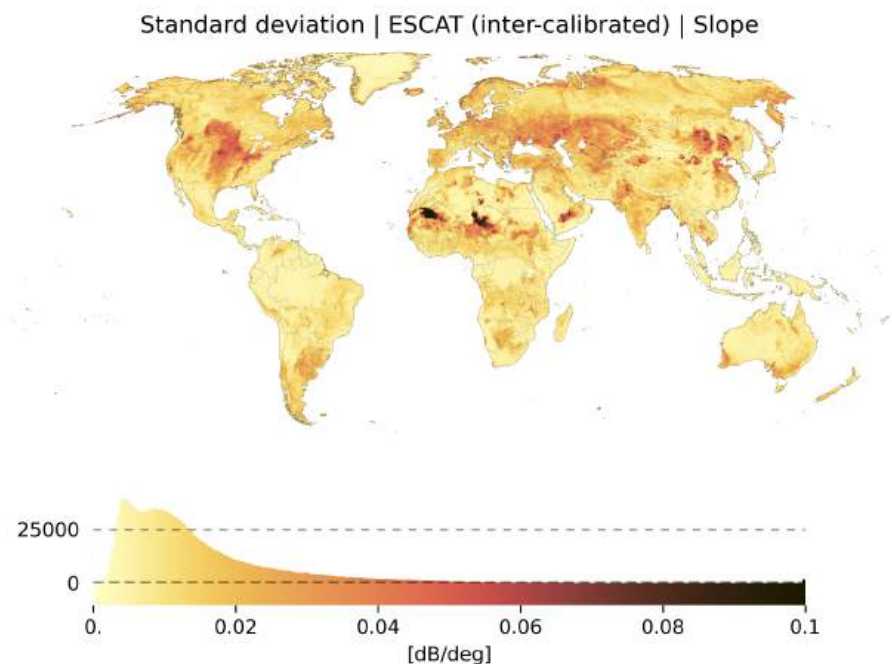 Standard deviation | ESCAT (inter-calibrated) | Slope
25000
0
0. 0.02 0.04 0.06 0.08 0.1
[dB/deg]